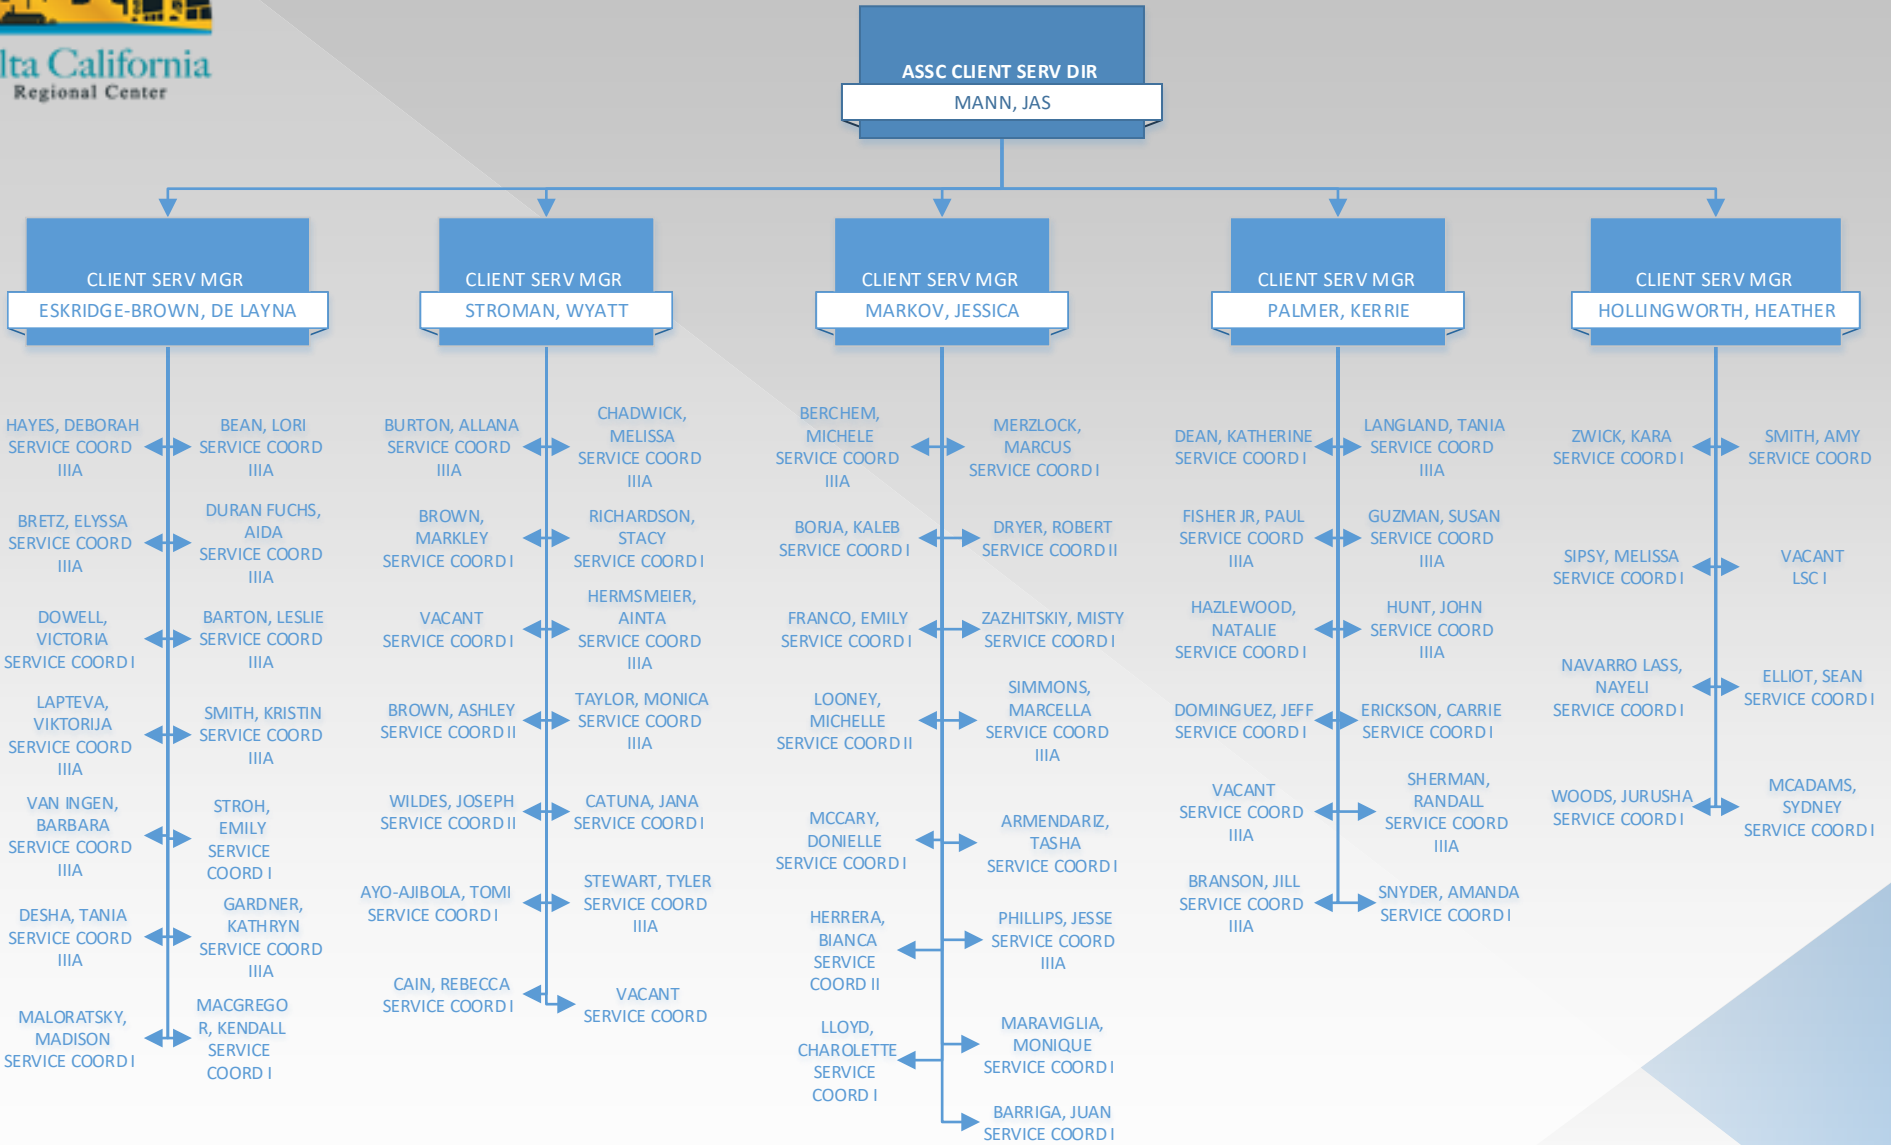 lta California
Regional Center
ASSC CLIENT SERV DIR
MANN, JAS
CLIENT SERV MGR
ESKRIDGE-BROWN, DE LAYNA
HAYES, DEBORAH
SERVICE COORD
IIIA
BEAN, LORI
SERVICE COORD
IIIA
BRETZ, ELYSSA
SERVICE COORD
IIIA
DURAN FUCHS,
AIDA
SERVICE COORD
IIIA
DOWELL,
VICTORIA
SERVICE COORD I
BARTON, LESLIE
SERVICE COORD
IIIA
LAPTEVA,
VIKTORIJA
SERVICE COORD
IIIA
SMITH, KRISTIN
SERVICE COORD
IIIA
VAN INGEN,
BARBARA
SERVICE COORD
IIIA
STROH,
EMILY
SERVICE
COORD I
DESHA, TANIA
SERVICE COORD
IIIA
GARDNER,
KATHRYN
SERVICE COORD
IIIA
MALORATSKY,
MADISON
SERVICE COORD I
MACGREGO
R, KENDALL
SERVICE
COORD I
CLIENT SERV MGR
STROMAN, WYATT
BURTON, ALLANA
SERVICE COORD
IIIA
CHADWICK,
MELISSA
SERVICE COORD
IIIA
BROWN,
MARKLEY
SERVICE COORD I
RICHARDSON,
STACY
SERVICE COORD I
VACANT
SERVICE COORD I
HERMSMEIER,
AINTA
SERVICE COORD
IIIA
BROWN, ASHLEY
SERVICE COORD II
TAYLOR, MONICA
SERVICE COORD
IIIA
WILDES, JOSEPH
SERVICE COORD II
CATUNA, JANA
SERVICE COORD I
AYO-AJIBOLA, TOMI
SERVICE COORD I
STEWART, TYLER
SERVICE COORD
IIIA
CAIN, REBECCA
SERVICE COORD I
VACANT
SERVICE COORD
CLIENT SERV MGR
MARKOV, JESSICA
BERCHEM,
MICHELE
SERVICE COORD
IIIA
MERZLOCK,
MARCUS
SERVICE COORD I
BORJA, KALEB
SERVICE COORD I
DRYER, ROBERT
SERVICE COORD II
FRANCO, EMILY
SERVICE COORD I
ZAZHITSKIY, MISTY
SERVICE COORD I
LOONEY,
MICHELLE
SERVICE COORD II
SIMMONS,
MARCELLA
SERVICE COORD
IIIA
MCCARY,
DONIELLE
SERVICE COORD I
ARMENDARIZ,
TASHA
SERVICE COORD I
HERRERA,
BIANCA
SERVICE
COORD II
PHILLIPS, JESSE
SERVICE COORD
IIIA
LLOYD,
CHAROLETTE
SERVICE
COORD I
MARAVIGLIA,
MONIQUE
SERVICE COORD I
BARRIGA, JUAN
SERVICE COORD I
CLIENT SERV MGR
PALMER, KERRIE
DEAN, KATHERINE
SERVICE COORD I
LANGLAND, TANIA
SERVICE COORD
IIIA
FISHER JR, PAUL
SERVICE COORD
IIIA
GUZMAN, SUSAN
SERVICE COORD
IIIA
HAZLEWOOD,
NATALIE
SERVICE COORD I
HUNT, JOHN
SERVICE COORD
IIIA
DOMINGUEZ, JEFF
SERVICE COORD I
ERICKSON, CARRIE
SERVICE COORD I
VACANT
SERVICE COORD
IIIA
SHERMAN,
RANDALL
SERVICE COORD
IIIA
BRANSON, JILL
SERVICE COORD
IIIA
SNYDER, AMANDA
SERVICE COORD I
CLIENT SERV MGR
HOLLINGWORTH, HEATHER
ZWICK, KARA
SERVICE COORD I
SMITH, AMY
SERVICE COORD
SIPSY, MELISSA
SERVICE COORD I
VACANT
LSC I
NAVARRO LASS,
NAYELI
SERVICE COORD I
ELLIOT, SEAN
SERVICE COORD I
WOODS, JURUSHA
SERVICE COORD I
MCADAMS,
SYDNEY
SERVICE COORD I